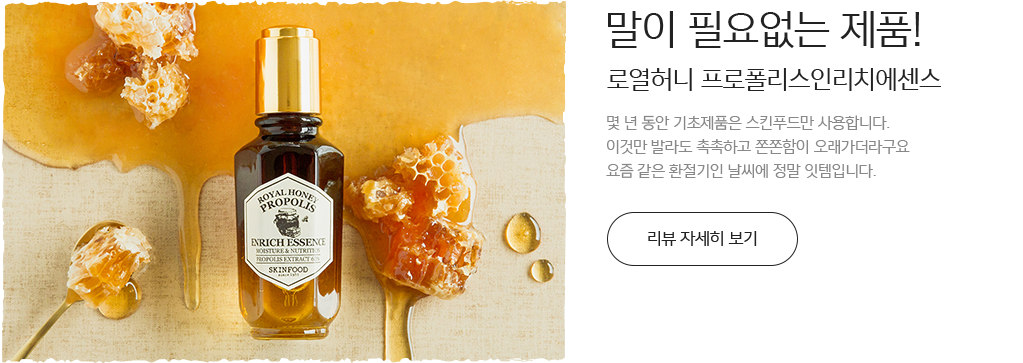 말이 필요없는 제품!
로열허니 프로폴리스인리치에센스
몇 년 동안 기초제품은 스킨푸드만 사용합니다.
이것만 발라도 촉촉하고 쫀쫀함이 오래가더라구요
요즘 같은 환절기인 날씨에 정말 잇템입니다.
리뷰 자세히 보기
ROYAL HONEY
PROPOLIS
ENRICH ESSENCE
MOISTURE & NUTRITION
PROPOLIS EXTRACT
SKINFOOD